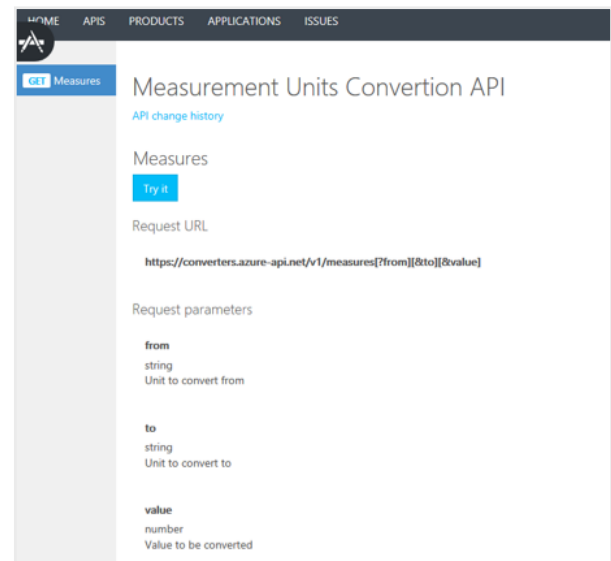 HOME APIS PRODUCTS APPLICATIONS ISSUES
GET Measures
Measurement Units Convertion API
API change history
Measures
Try it
Request URL
https://converters.azure-api.net/v1/measures[?from][&to][&value]
Request parameters
from
string
Unit to convert from
to
string
Unit to convert to
value
number
Value to be converted